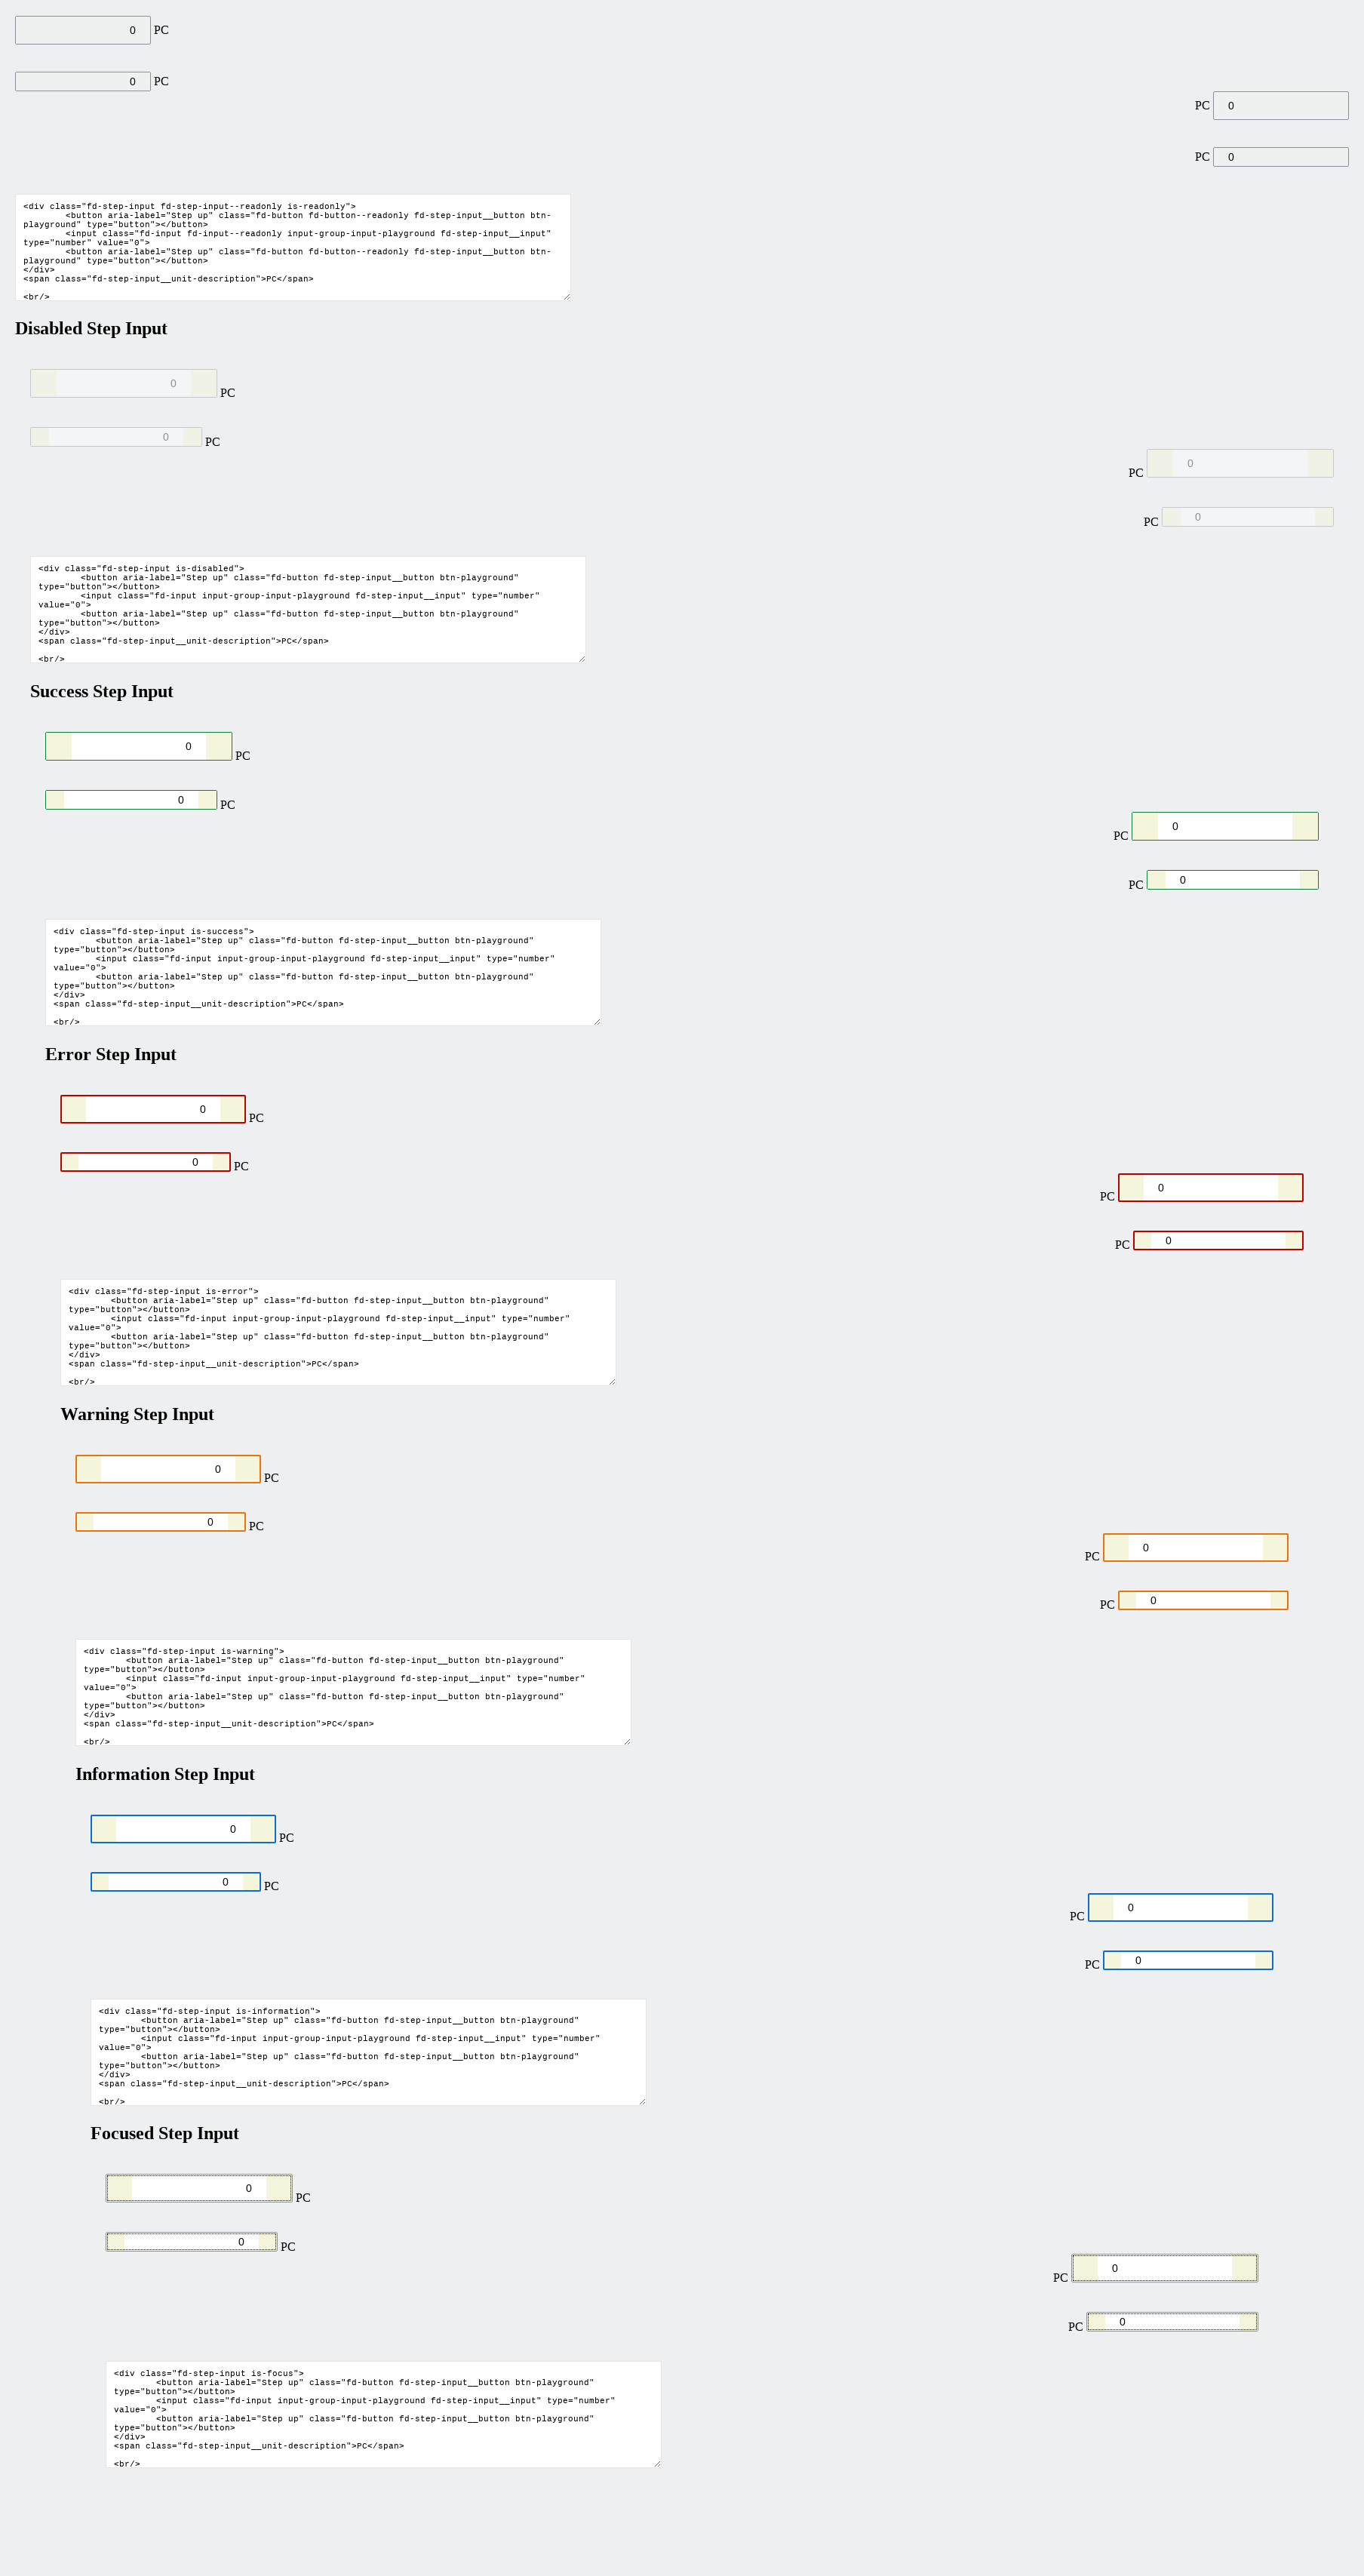 0 PC
0 PC
PC 0
PC 0
<div class="fd-step-input fd-step-input--readonly is-readonly">
<button aria-label="Step up" class="fd-button fd-button--readonly fd-step-input__button btn-
playground" type="button"></button>
<input class="fd-input fd-input--readonly input-group-input-playground fd-step-input__input"
type="number" value="0">
<button aria-label="Step up" class="fd-button fd-button--readonly fd-step-input__button btn-
playground" type="button"></button>
</div>
<span class="fd-step-input__unit-description">PC</span>
<br/>
Disabled Step Input
0 PC
0 PC
PC 0
PC 0
<div class="fd-step-input is-disabled">
<button aria-label="Step up" class="fd-button fd-step-input__button btn-playground"
type="button"></button>
<input class="fd-input input-group-input-playground fd-step-input__input" type="number"
value="0">
<button aria-label="Step up" class="fd-button fd-step-input__button btn-playground"
type="button"></button>
</div>
<span class="fd-step-input__unit-description">PC</span>
<br/>
Success Step Input
0 PC
0 PC
PC 0
PC 0
<div class="fd-step-input is-success">
<button aria-label="Step up" class="fd-button fd-step-input__button btn-playground"
type="button"></button>
<input class="fd-input input-group-input-playground fd-step-input__input" type="number"
value="0">
<button aria-label="Step up" class="fd-button fd-step-input__button btn-playground"
type="button"></button>
</div>
<span class="fd-step-input__unit-description">PC</span>
<br/>
Error Step Input
0 PC
0 PC
PC 0
PC 0
<div class="fd-step-input is-error">
<button aria-label="Step up" class="fd-button fd-step-input__button btn-playground"
type="button"></button>
<input class="fd-input input-group-input-playground fd-step-input__input" type="number"
value="0">
<button aria-label="Step up" class="fd-button fd-step-input__button btn-playground"
type="button"></button>
</div>
<span class="fd-step-input__unit-description">PC</span>
<br/>
Warning Step Input
0 PC
0 PC
PC 0
PC 0
<div class="fd-step-input is-warning">
<button aria-label="Step up" class="fd-button fd-step-input__button btn-playground"
type="button"></button>
<input class="fd-input input-group-input-playground fd-step-input__input" type="number"
value="0">
<button aria-label="Step up" class="fd-button fd-step-input__button btn-playground"
type="button"></button>
</div>
<span class="fd-step-input__unit-description">PC</span>
<br/>
Information Step Input
0 PC
0 PC
PC 0
PC 0
<div class="fd-step-input is-information">
<button aria-label="Step up" class="fd-button fd-step-input__button btn-playground"
type="button"></button>
<input class="fd-input input-group-input-playground fd-step-input__input" type="number"
value="0">
<button aria-label="Step up" class="fd-button fd-step-input__button btn-playground"
type="button"></button>
</div>
<span class="fd-step-input__unit-description">PC</span>
<br/>
Focused Step Input
0 PC
0 PC
PC 0
PC 0
<div class="fd-step-input is-focus">
<button aria-label="Step up" class="fd-button fd-step-input__button btn-playground"
type="button"></button>
<input class="fd-input input-group-input-playground fd-step-input__input" type="number"
value="0">
<button aria-label="Step up" class="fd-button fd-step-input__button btn-playground"
type="button"></button>
</div>
<span class="fd-step-input__unit-description">PC</span>
<br/>